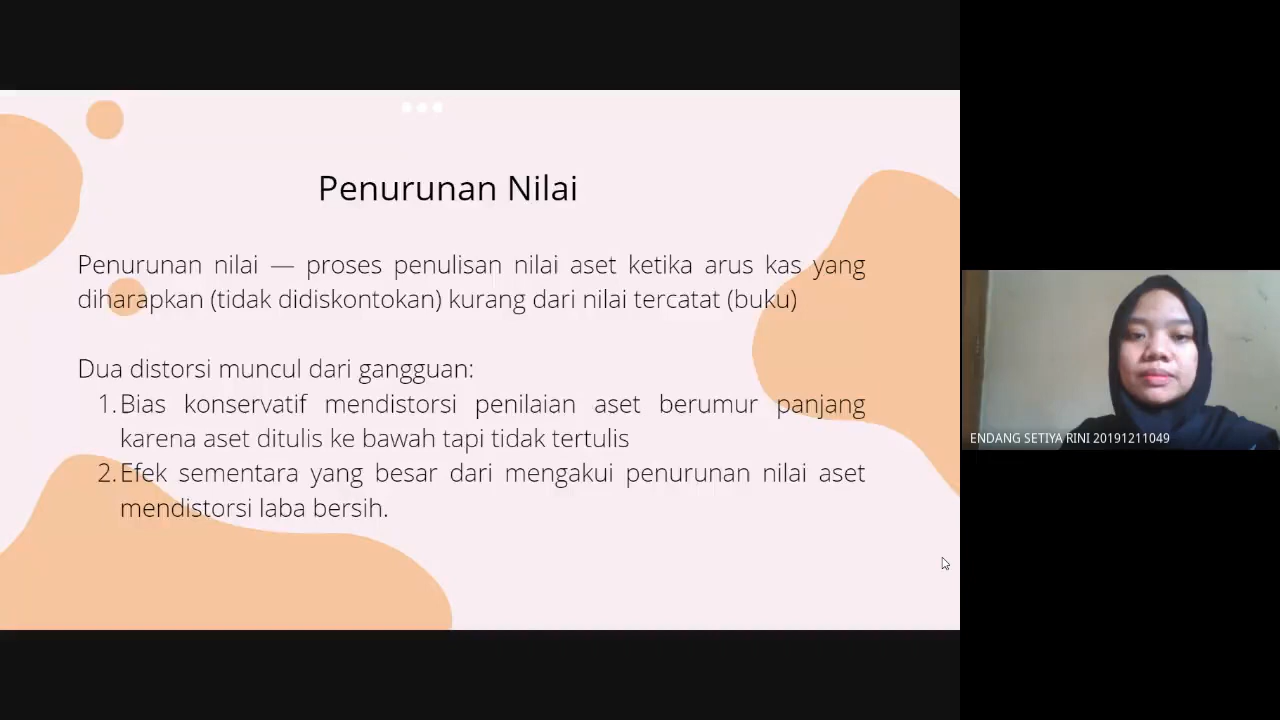 Penurunan Nilai
Penurunan nilai — proses penulisan nilai aset ketika arus kas yang
diharapkan (tidak didiskontokan) kurang dari nilai tercatat (buku)
Dua distorsi muncul dari gangguan:
1. Bias konservatif mendistorsi penilaian aset berumur panjang
karena aset ditulis ke bawah tapi tidak tertulis
2. Efek sementara yang besar dari mengakui penurunan nilai aset
mendistorsi laba bersih.
ENDANG SETIYA RINI 20191211049